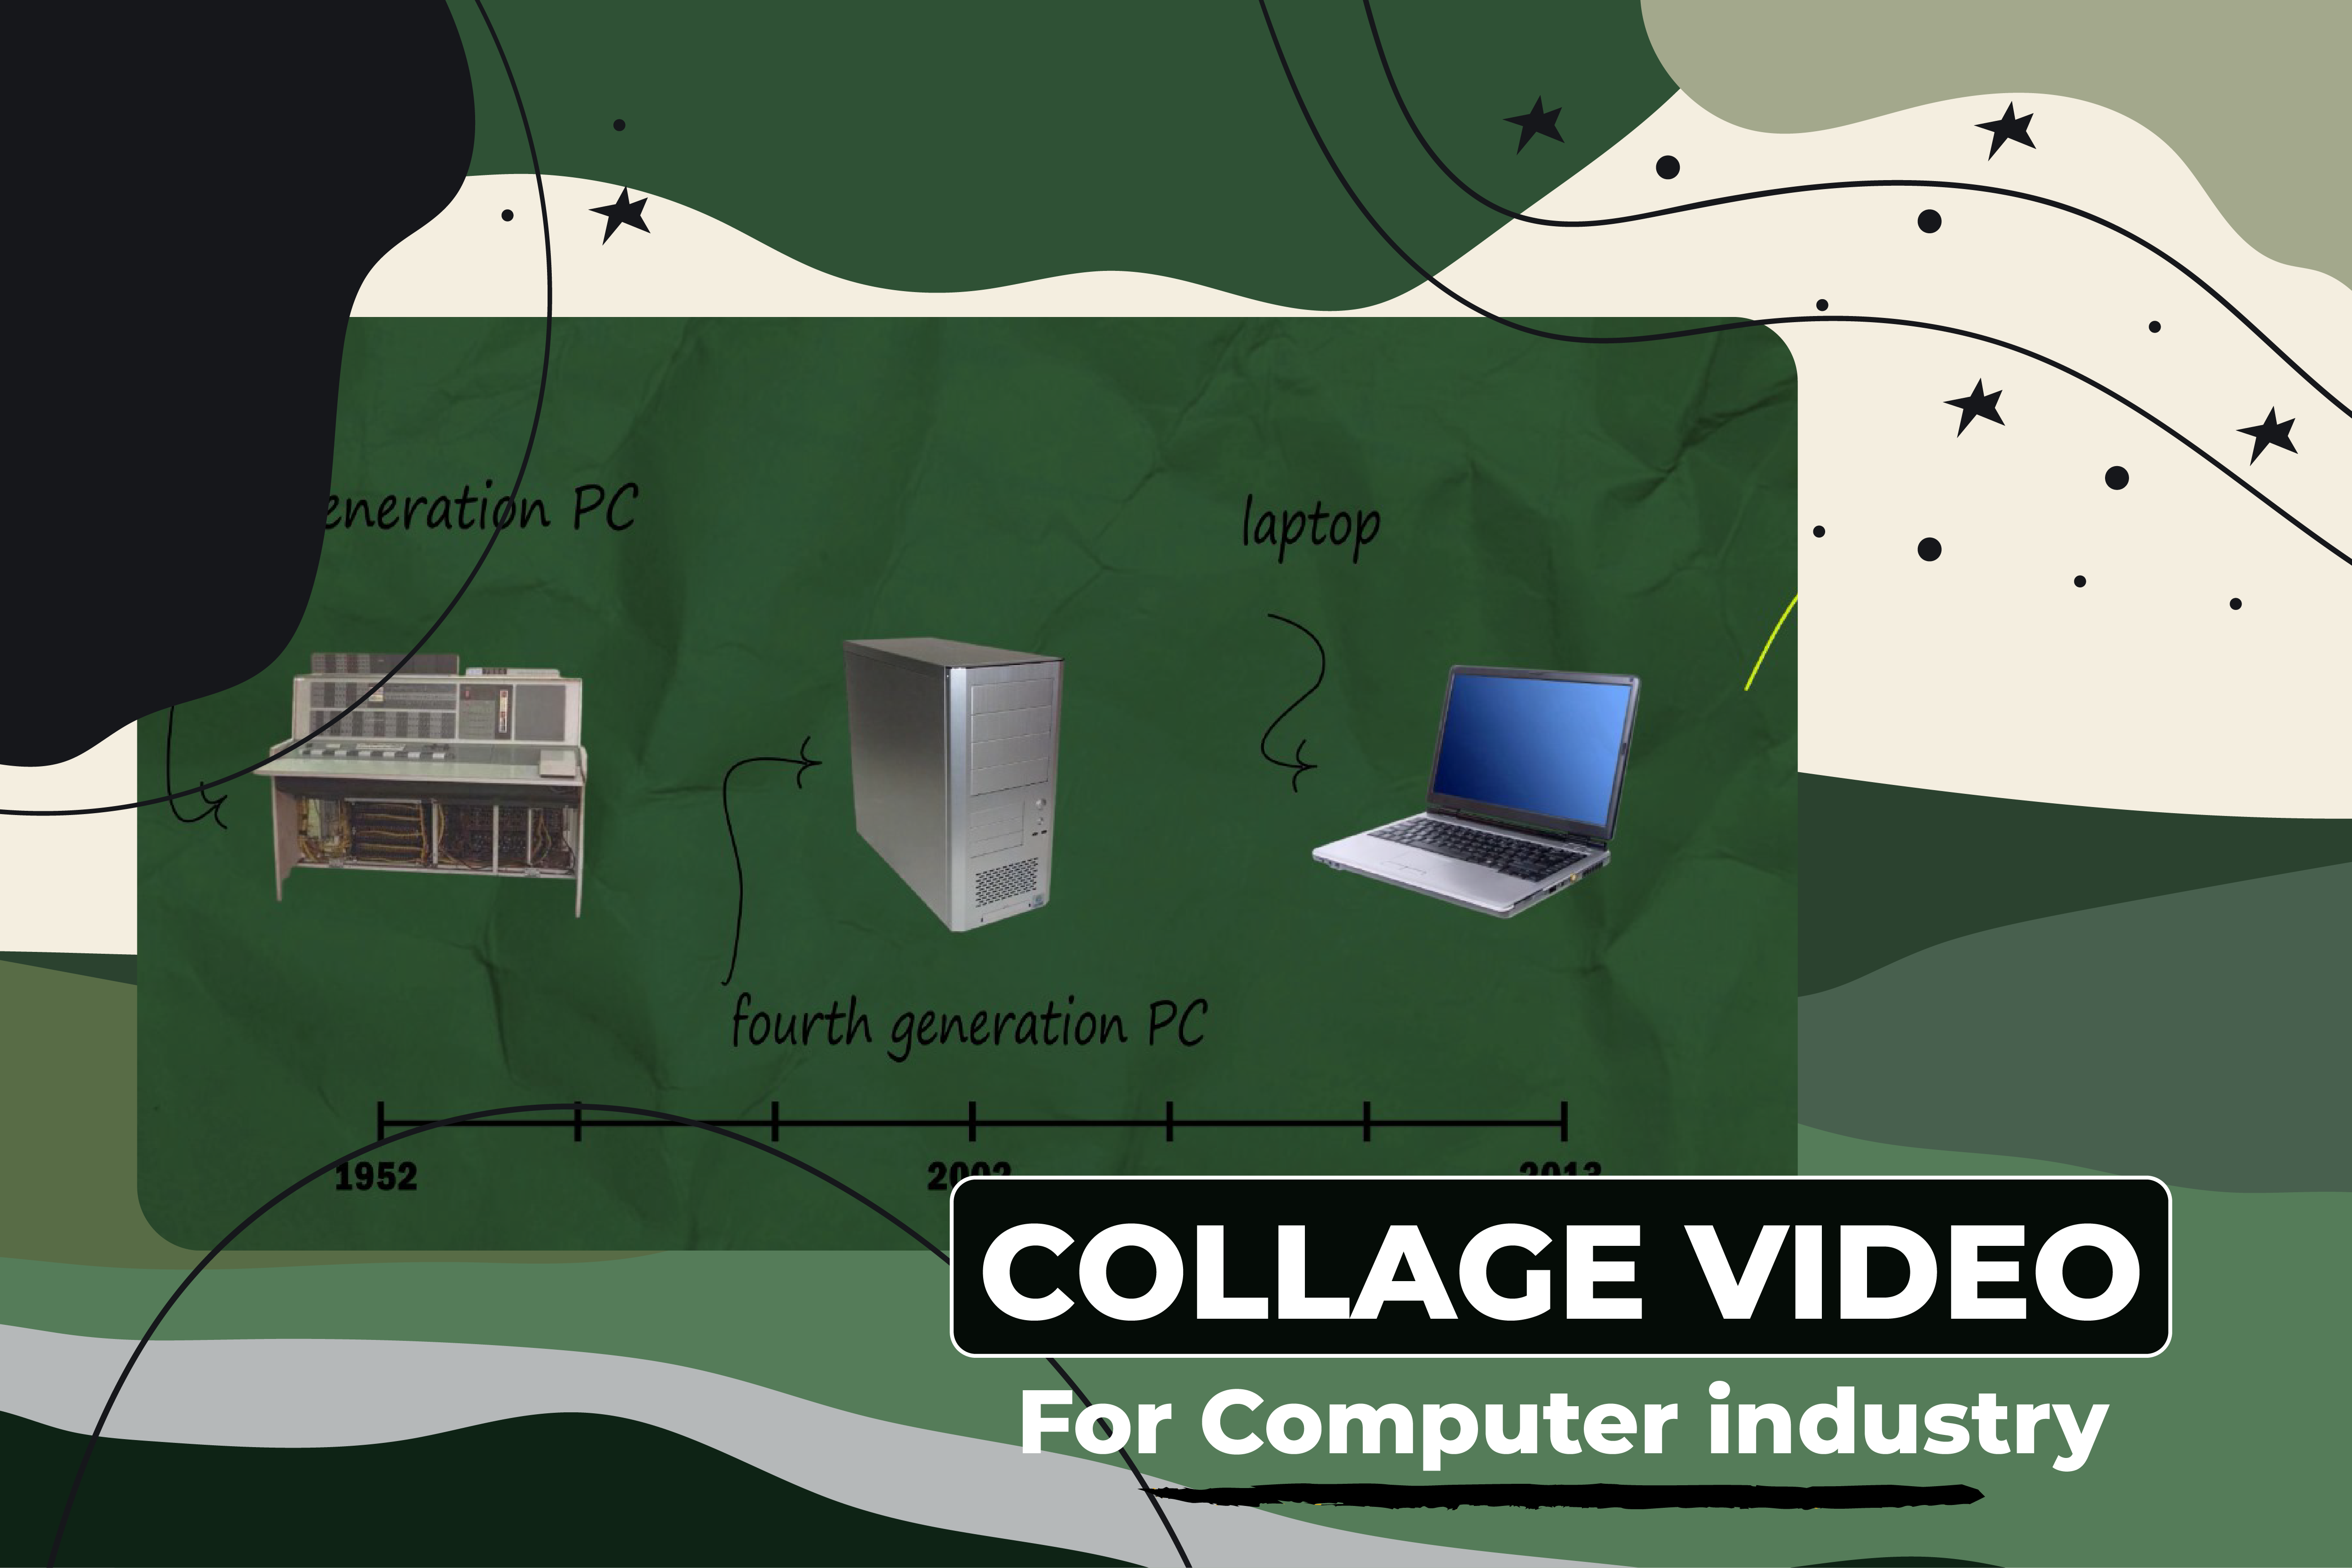 eneration PC
laptop
fourth generation PC
1952
COLLAGE VIDEO
For Computer industry